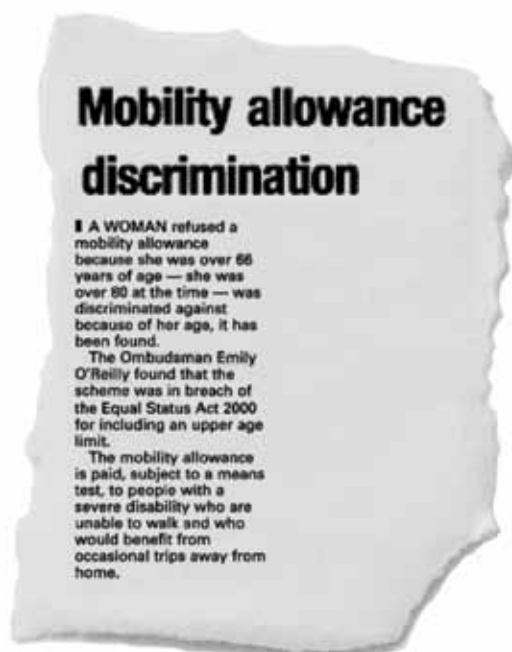 Mobility allowance
discrimination
A WOMAN refused a
mobility allowance
because she was over 66
years of age — she was
over 80 at the time — was
discriminated against
because of her age, it has
been found.
The Ombudsman Emily
O'Reilly found that the
scheme was in breach of
the Equal Status Act 2000
for including an upper age
limit.
The mobility allowance
is paid, subject to a means
test, to people with a
severe disability who are
unable to walk and who
would benefit from
occasional trips away from
home.